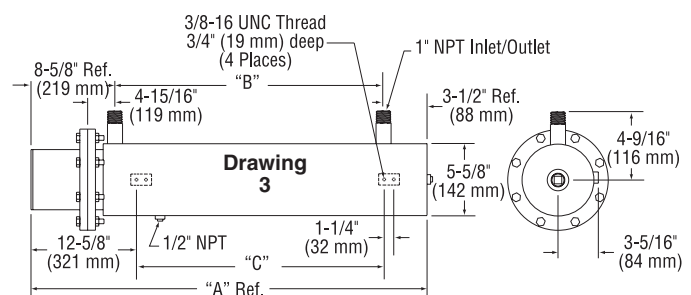 3/8-16 UNC Thread
3/4" (19 mm) deep
(4 Places)
1" NPT Inlet/Outlet
8-5/8" Ref.
(219 mm)
"B"
4-15/16"
(119 mm)
3-1/2" Ref.
(88 mm)
4-9/16"
(116 mm)
Drawing
3
5-5/8"
(142 mm)
12-5/8"
(321 mm)
1/2" NPT
1-1/4"
(32 mm)
3-5/16"
(84 mm)
"C"
"A" Ref.